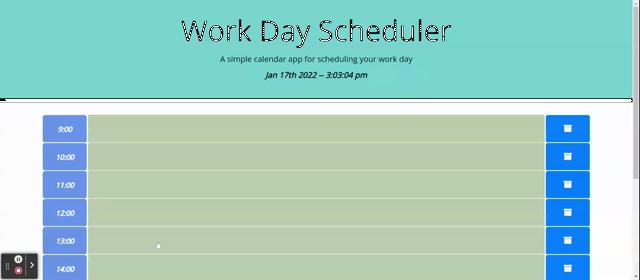 Work Day Scheduler
A simple calendar app for scheduling your work day
Jan 17th 2022 -- 3:03:04 pm
9:00
10:00
11:00
12:00
13:00
14:00